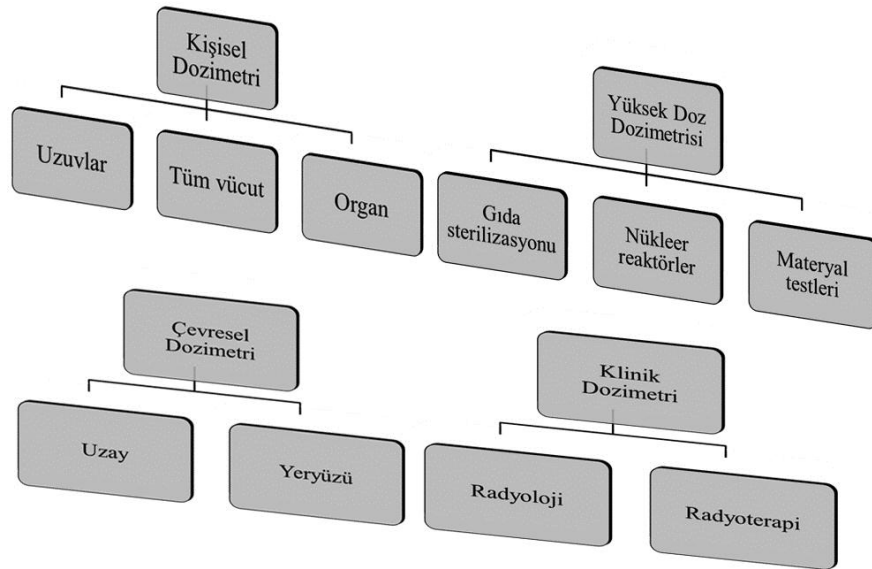 Kişisel
Dozimetri
Uzuvlar
Tüm vücut
Organ
Yüksek Doz
Dozimetrisi
Gıda
sterilizasyonu
Nükleer
reaktörler
Materyal
testleri
Çevresel
Dozimetri
Uzay
Yeryüzü
Klinik
Dozimetri
Radyoloji
Radyoterapi